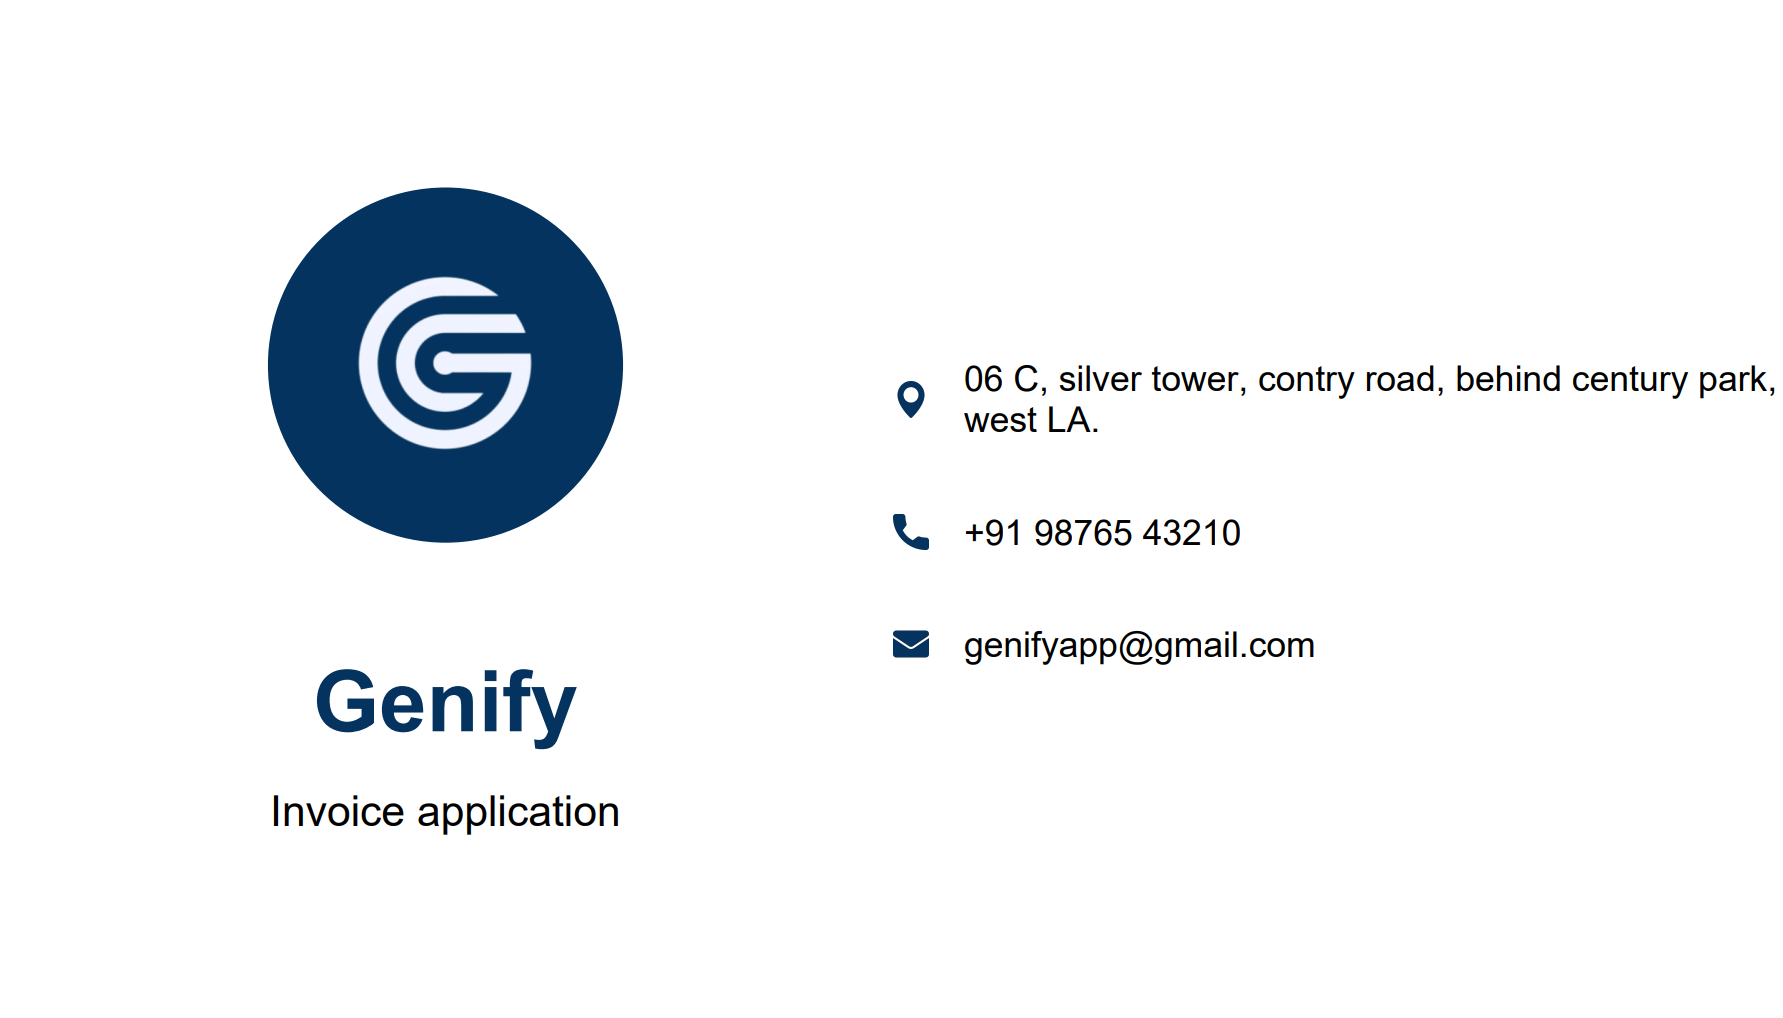 Genify
Invoice application
06 C, silver tower, contry road, behind century park,
west LA.
+91 98765 43210
genifyapp@gmail.com